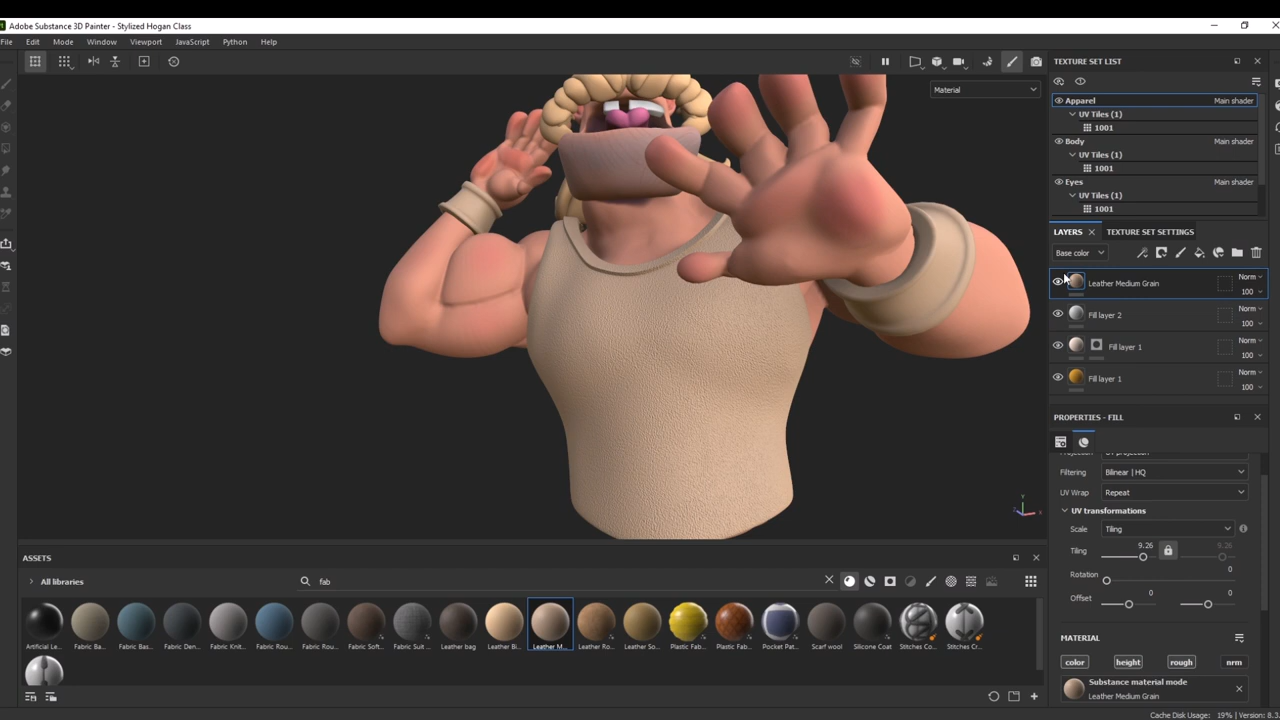 Adobe Substance 3D Painter - Stylized Hogan Class
File Edit Mode Window Viewport JavaScript Python Help
Material
TEXTURE SET LIST
Apparel Main shader
UV Tiles (1)
1001
Body Main shader
UV Tiles (1)
1001
Eyes Main shader
UV Tiles (1)
1001
LAYERS TEXTURE SET SETTINGS
Base color
Leather Medium Grain Norm
100
Fill layer 2 Norm
100
Fill layer 1 Norm
100
Fill layer 1 Norm
100
PROPERTIES - FILL
Filtering Bilinear | HQ
UV Wrap Repeat
UV transformations
Scale Tiling
Tiling 9.26 9.26
Rotation 0
Offset 0 0
MATERIAL
color height rough nrm
Substance material mode
Leather Medium Grain
ASSETS
All libraries fab
Artificial Le... Fabric Ba... Fabric Bas... Fabric Den... Fabric Knit... Fabric Rou... Fabric Rou... Fabric Soft... Fabric Suit ... Leather bag Leather Bi... Leather M... Leather Ro... Leather So... Plastic Fab... Plastic Fab... Pocket Pat... Scarf wool Silicone Coat Stitches Co... Stitches Cr...
Cache Disk Usage: 19% | Version: 8.3